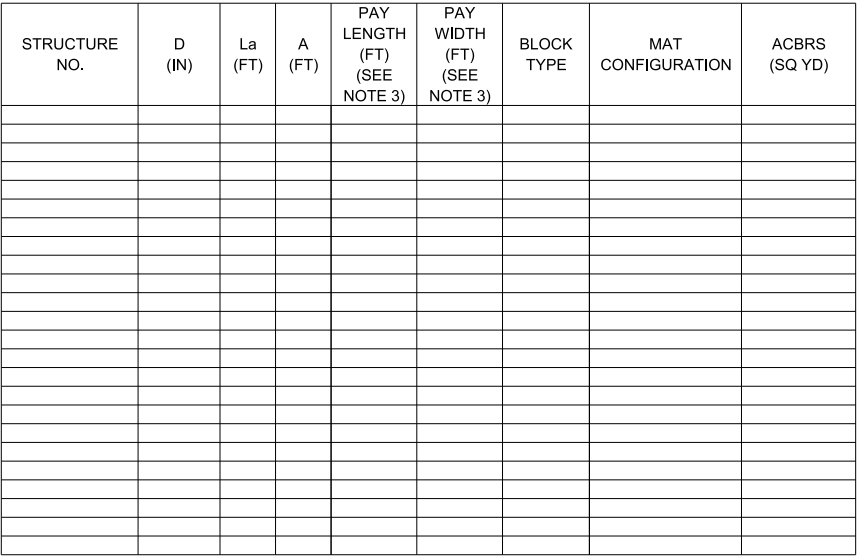 STRUCTURE
NO.
D
(IN)
La
(FT)
A
(FT)
PAY
LENGTH
(FT)
(SEE
NOTE 3)
PAY
WIDTH
(FT)
(SEE
NOTE 3)
BLOCK
TYPE
MAT
CONFIGURATION
ACBRS
(SQ YD)